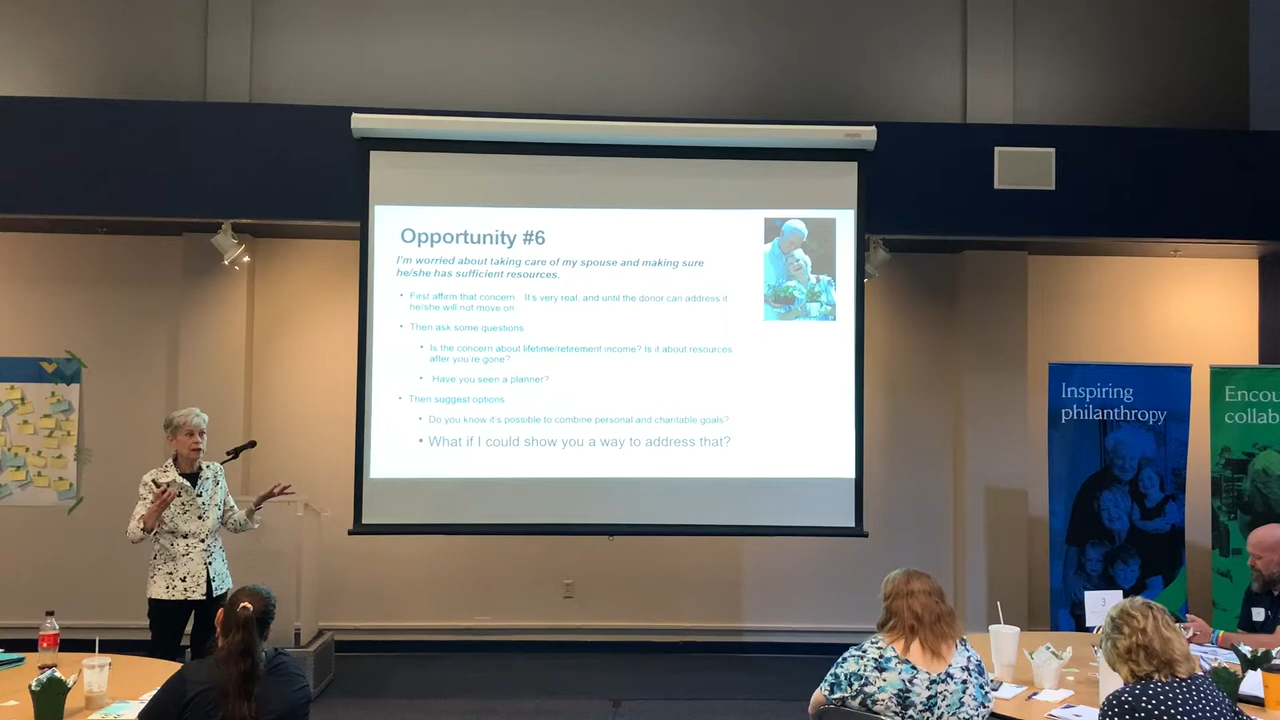 Opportunity #6
I'm worried about taking care of my spouse and making sure
he/she has sufficient resources.
• First affirm that concern. It's very real, and until the donor can address it
he/she will not move on
• Then ask some questions
• Is the concern about lifetime/retirement income? Is it about resources
after you're gone?
• Have you seen a planner?
• Then suggest options
• Do you know it's possible to combine personal and charitable goals?
• What if I could show you a way to address that?
Inspiring
philanthropy
Encou
collab
3